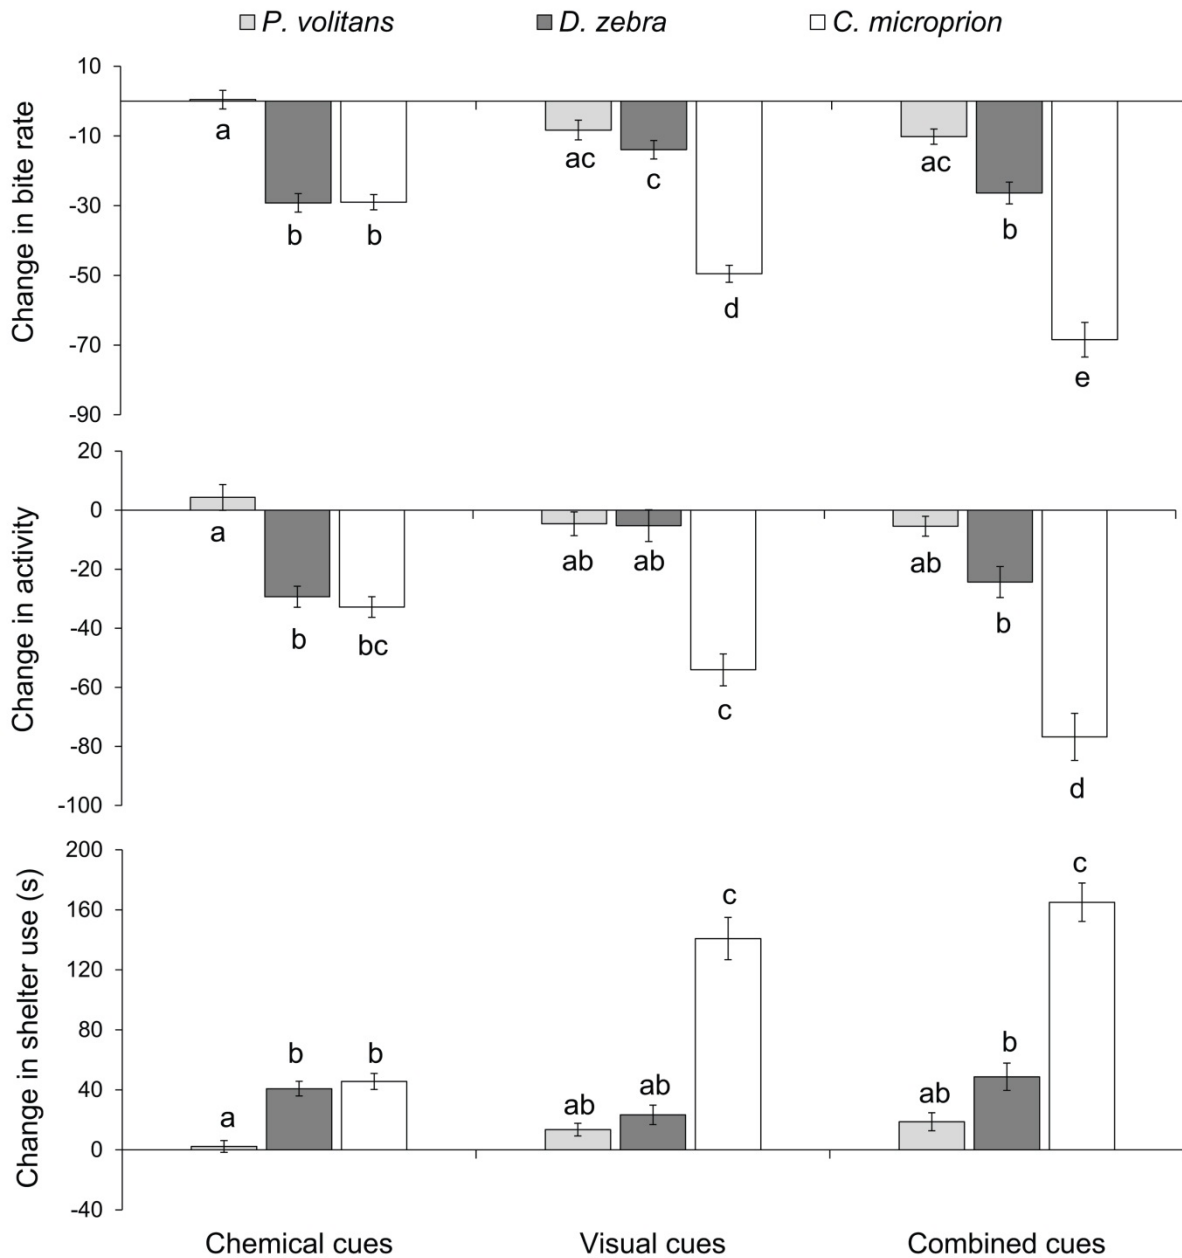 P. volitans D. zebra C. microprion
Change in bite rate
10
-10
-30
-50
-70
-90
a b b ac c d ac b e
Change in activity
20
0
-20
-40
-60
-80
-100
a b bc ab ab c ab b d
Change in shelter use (s)
200
160
120
80
40
0
-40
a b b ab ab c ab b c
Chemical cues Visual cues Combined cues